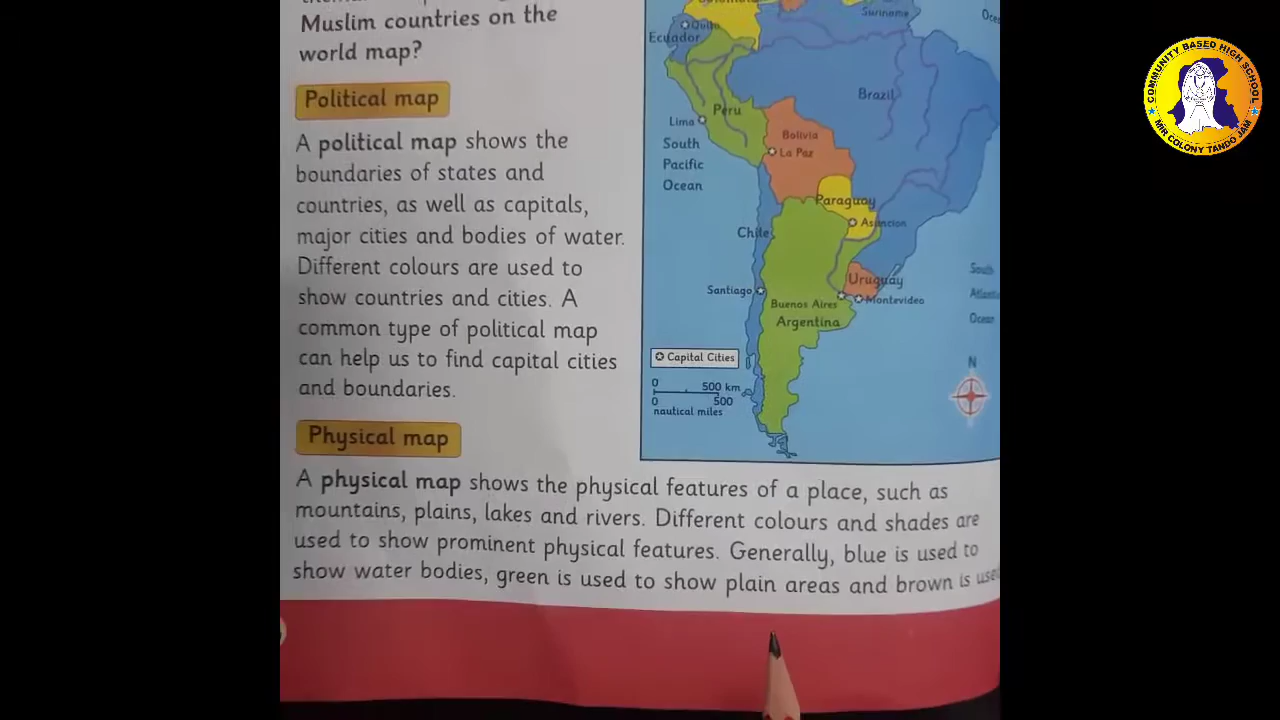 Muslim countries on the
world map?
Political map
A political map shows the
boundaries of states and
countries, as well as capitals,
major cities and bodies of water.
Different colours are used to
show countries and cities. A
common type of political map
can help us to find capital cities
and boundaries.
Physical map
A physical map shows the physical features of a place, such as
mountains, plains, lakes and rivers. Different colours and shades are
used to show prominent physical features. Generally, blue is used to
show water bodies, green is used to show plain areas and brown is used
Suriname
Quito
Ecuador
Brazil
Peru
Lima
Bolivia
La Paz
South
Pacific
Ocean
Paraguay
Asuncion
Chile
Uruguay
Santiago
Buenos Aires
Montevideo
Argentina
South
Atlantic
Ocean
Capital Cities
0 500 km
0 500
nautical miles
N
COMMUNITY BASED HIGH SCHOOL
MIR COLONY TANDO JAM